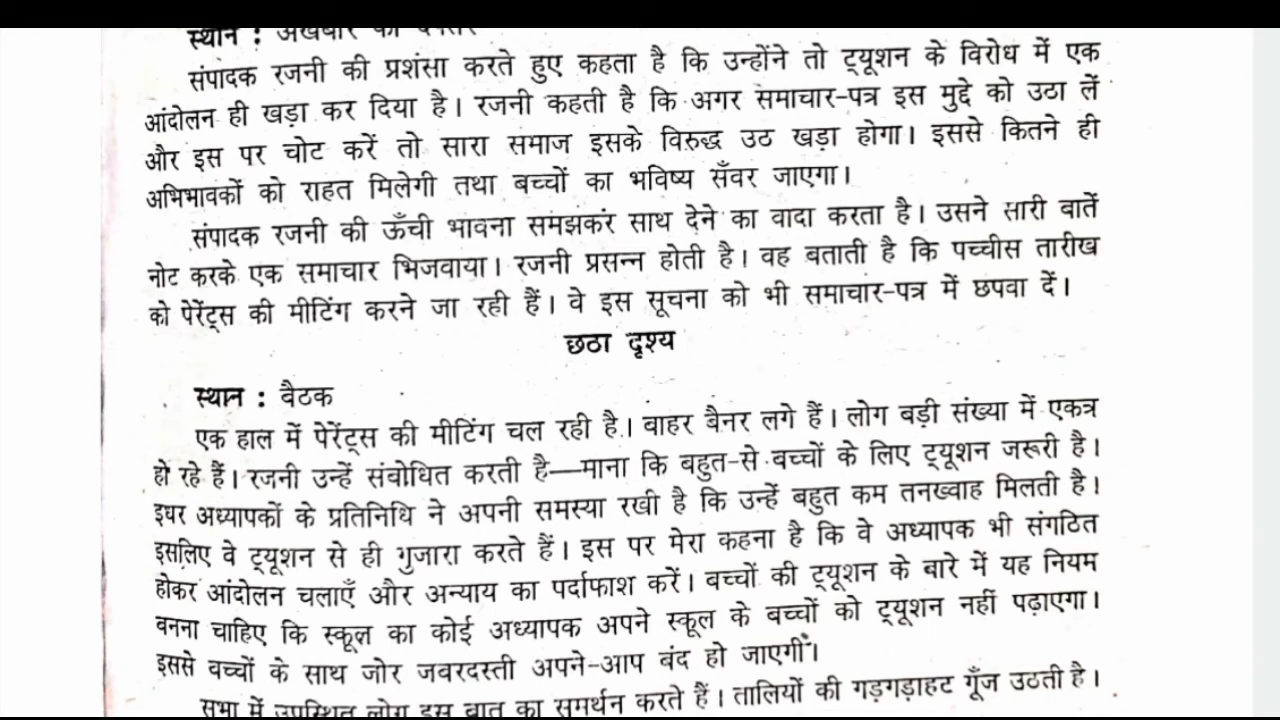 स्थान : अखबार का दफ्तर
संपादक रजनी की प्रशंसा करते हुए कहता है कि उन्होंने तो ट्यूशन के विरोध में एक
आंदोलन ही खड़ा कर दिया है। रजनी कहती है कि अगर समाचार-पत्र इस मुद्दे को उठा लें
और इस पर चोट करें तो सारा समाज इसके विरुद्ध उठ खड़ा होगा। इससे कितने ही
अभिभावकों को राहत मिलेगी तथा बच्चों का भविष्य सँवर जाएगा।
संपादक रजनी की ऊँची भावना समझकर साथ देने का वादा करता है। उसने सारी बातें
नोट करके एक समाचार भिजवाया। रजनी प्रसन्न होती है। वह बताती है कि पच्चीस तारीख
को पेरेंट्स की मीटिंग करने जा रही हैं। वे इस सूचना को भी समाचार-पत्र में छपवा दें।
छठा दृश्य
स्थान : बैठक
एक हाल में पेरेंट्स की मीटिंग चल रही है। बाहर बैनर लगे हैं। लोग बड़ी संख्या में एकत्र
हो रहे हैं। रजनी उन्हें संबोधित करती है—माना कि बहुत-से बच्चों के लिए ट्यूशन जरूरी है।
इधर अध्यापकों के प्रतिनिधि ने अपनी समस्या रखी है कि उन्हें बहुत कम तनख्वाह मिलती है।
इसलिए वे ट्यूशन से ही गुजारा करते हैं। इस पर मेरा कहना है कि वे अध्यापक भी संगठित
होकर आंदोलन चलाएँ और अन्याय का पर्दाफाश करें। बच्चों की ट्यूशन के बारे में यह नियम
बनना चाहिए कि स्कूल का कोई अध्यापक अपने स्कूल के बच्चों को ट्यूशन नहीं पढ़ाएगा।
इससे बच्चों के साथ जोर जबरदस्ती अपने-आप बंद हो जाएगी।
सभा में उपस्थित लोग इस बात का समर्थन करते हैं। तालियों की गड़गड़ाहट गूँज उठती है।